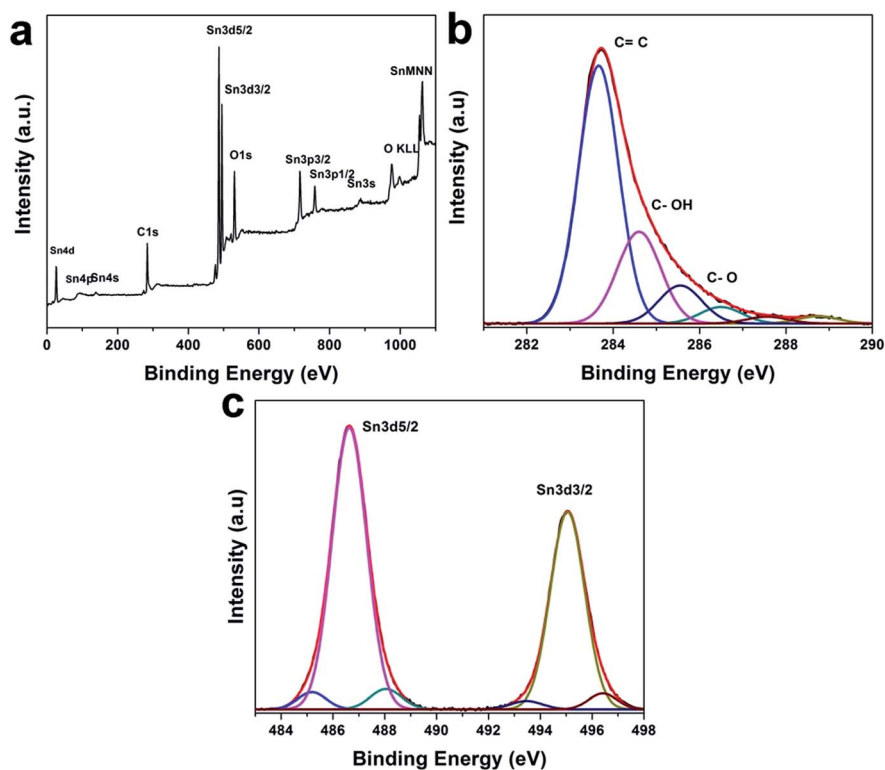 a
Sn3d5/2
Sn3d3/2
SnMNN
O1s
O KLL
Sn3p3/2
Sn3p1/2
Sn3s
C1s
Sn4d
Sn4p
Sn4s
Intensity (a.u.)
0 200 400 600 800 1000
Binding Energy (eV)
b
C= C
C- OH
C- O
Intensity (a.u)
282 284 286 288 290
Binding Energy (eV)
c
Sn3d5/2
Sn3d3/2
Intensity (a.u)
484 486 488 490 492 494 496 498
Binding Energy (eV)